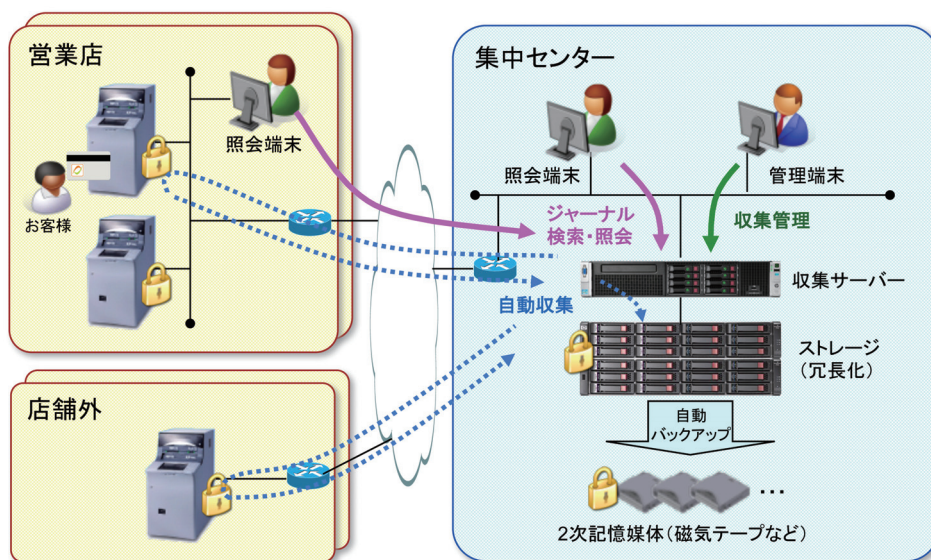 営業店
照会端末
お客様
店舗外
集中センター
照会端末
管理端末
ジャーナル
検索・照会
収集管理
自動収集
収集サーバー
ストレージ
(冗長化)
自動
バックアップ
…
2次記憶媒体(磁気テープなど)